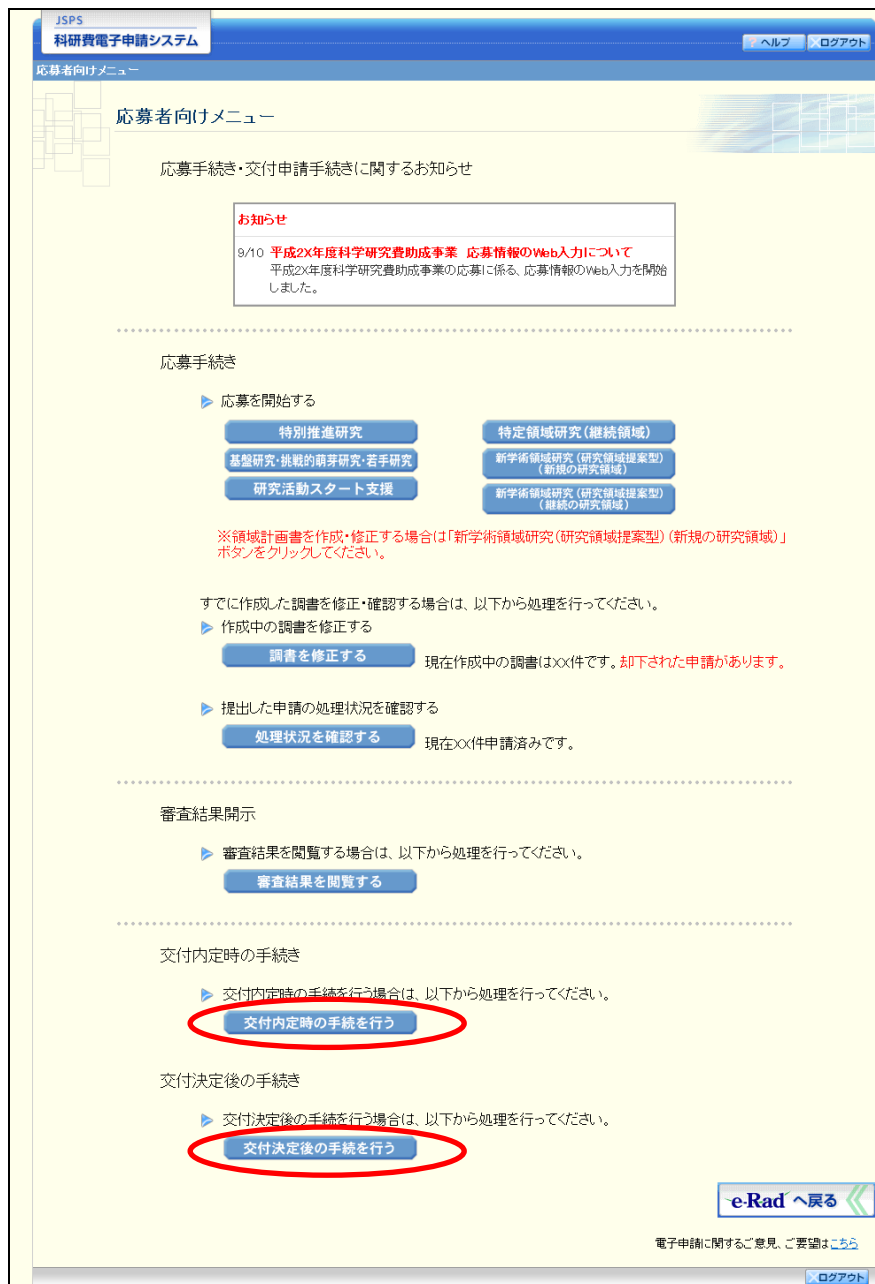 JSPS
科研費電子申請システム
? ヘルプ
×ログアウト
応募者向けメニュー
応募者向けメニュー
応募手続き・交付申請手続きに関するお知らせ
お知らせ
9/10 平成2X年度科学研究費助成事業 応募情報のWeb入力について
平成2X年度科学研究費助成事業の応募に係る、応募情報のWeb入力を開始
しました。
応募手続き
応募を開始する
特別推進研究
特定領域研究(継続領域)
基盤研究・挑戦的萌芽研究・若手研究
新学術領域研究(研究領域提案型)
(新規の研究領域)
研究活動スタート支援
新学術領域研究(研究領域提案型)
(継続の研究領域)
※領域計画書を作成・修正する場合は「新学術領域研究(研究領域提案型)(新規の研究領域)」
ボタンをクリックしてください。
すでに作成した調書を修正・確認する場合は、以下から処理を行ってください。
作成中の調書を修正する
調書を修正する 現在作成中の調書はXX件です。却下された申請があります。
提出した申請の処理状況を確認する
処理状況を確認する 現在XX件申請済みです。
審査結果開示
審査結果を閲覧する場合は、以下から処理を行ってください。
審査結果を閲覧する
交付内定時の手続き
交付内定時の手続を行う場合は、以下から処理を行ってください。
交付内定時の手続を行う
交付決定後の手続き
交付決定後の手続を行う場合は、以下から処理を行ってください。
交付決定後の手続を行う
e-Rad へ戻る
電子申請に関するご意見、ご要望はこちら
×ログアウト